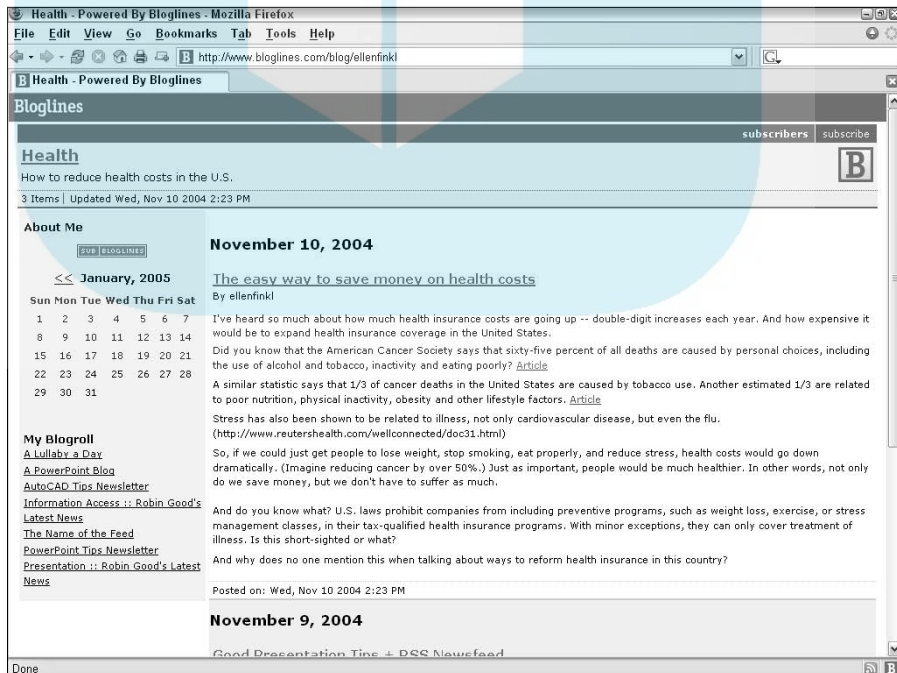 Health - Powered By Bloglines - Mozilla Firefox
File Edit View Go Bookmarks Tab Tools Help
http://www.bloglines.com/blog/ellenfinkl
Health - Powered By Bloglines
Bloglines
subscribers subscribe
Health
How to reduce health costs in the U.S.
3 Items | Updated Wed, Nov 10 2004 2:23 PM
About Me
SUB BLOGLINES
<< January, 2005
Sun Mon Tue Wed Thu Fri Sat
1 2 3 4 5 6 7
8 9 10 11 12 13 14
15 16 17 18 19 20 21
22 23 24 25 26 27 28
29 30 31
My Blogroll
A Lullaby a Day
A PowerPoint Blog
AutoCAD Tips Newsletter
Information Access :: Robin Good's
Latest News
The Name of the Feed
PowerPoint Tips Newsletter
Presentation :: Robin Good's Latest
News
November 10, 2004
The easy way to save money on health costs
By ellenfinkl
I've heard so much about how much health insurance costs are going up -- double-digit increases each year. And how expensive it
would be to expand health insurance coverage in the United States.
Did you know that the American Cancer Society says that sixty-five percent of all deaths are caused by personal choices, including
the use of alcohol and tobacco, inactivity and eating poorly? Article
A similar statistic says that 1/3 of cancer deaths in the United States are caused by tobacco use. Another estimated 1/3 are related
to poor nutrition, physical inactivity, obesity and other lifestyle factors. Article
Stress has also been shown to be related to illness, not only cardiovascular disease, but even the flu.
(http://www.reutershealth.com/wellconnected/doc31.html)
So, if we could just get people to lose weight, stop smoking, eat properly, and reduce stress, health costs would go down
dramatically. (Imagine reducing cancer by over 50%.) Just as important, people would be much healthier. In other words, not only
do we save money, but we don't have to suffer as much.
And do you know what? U.S. laws prohibit companies from including preventive programs, such as weight loss, exercise, or stress
management classes, in their tax-qualified health insurance programs. With minor exceptions, they can only cover treatment of
illness. Is this short-sighted or what?
And why does no one mention this when talking about ways to reform health insurance in this country?
Posted on: Wed, Nov 10 2004 2:23 PM
November 9, 2004
Good Presentation Tips + RSS Newsfeed
Done